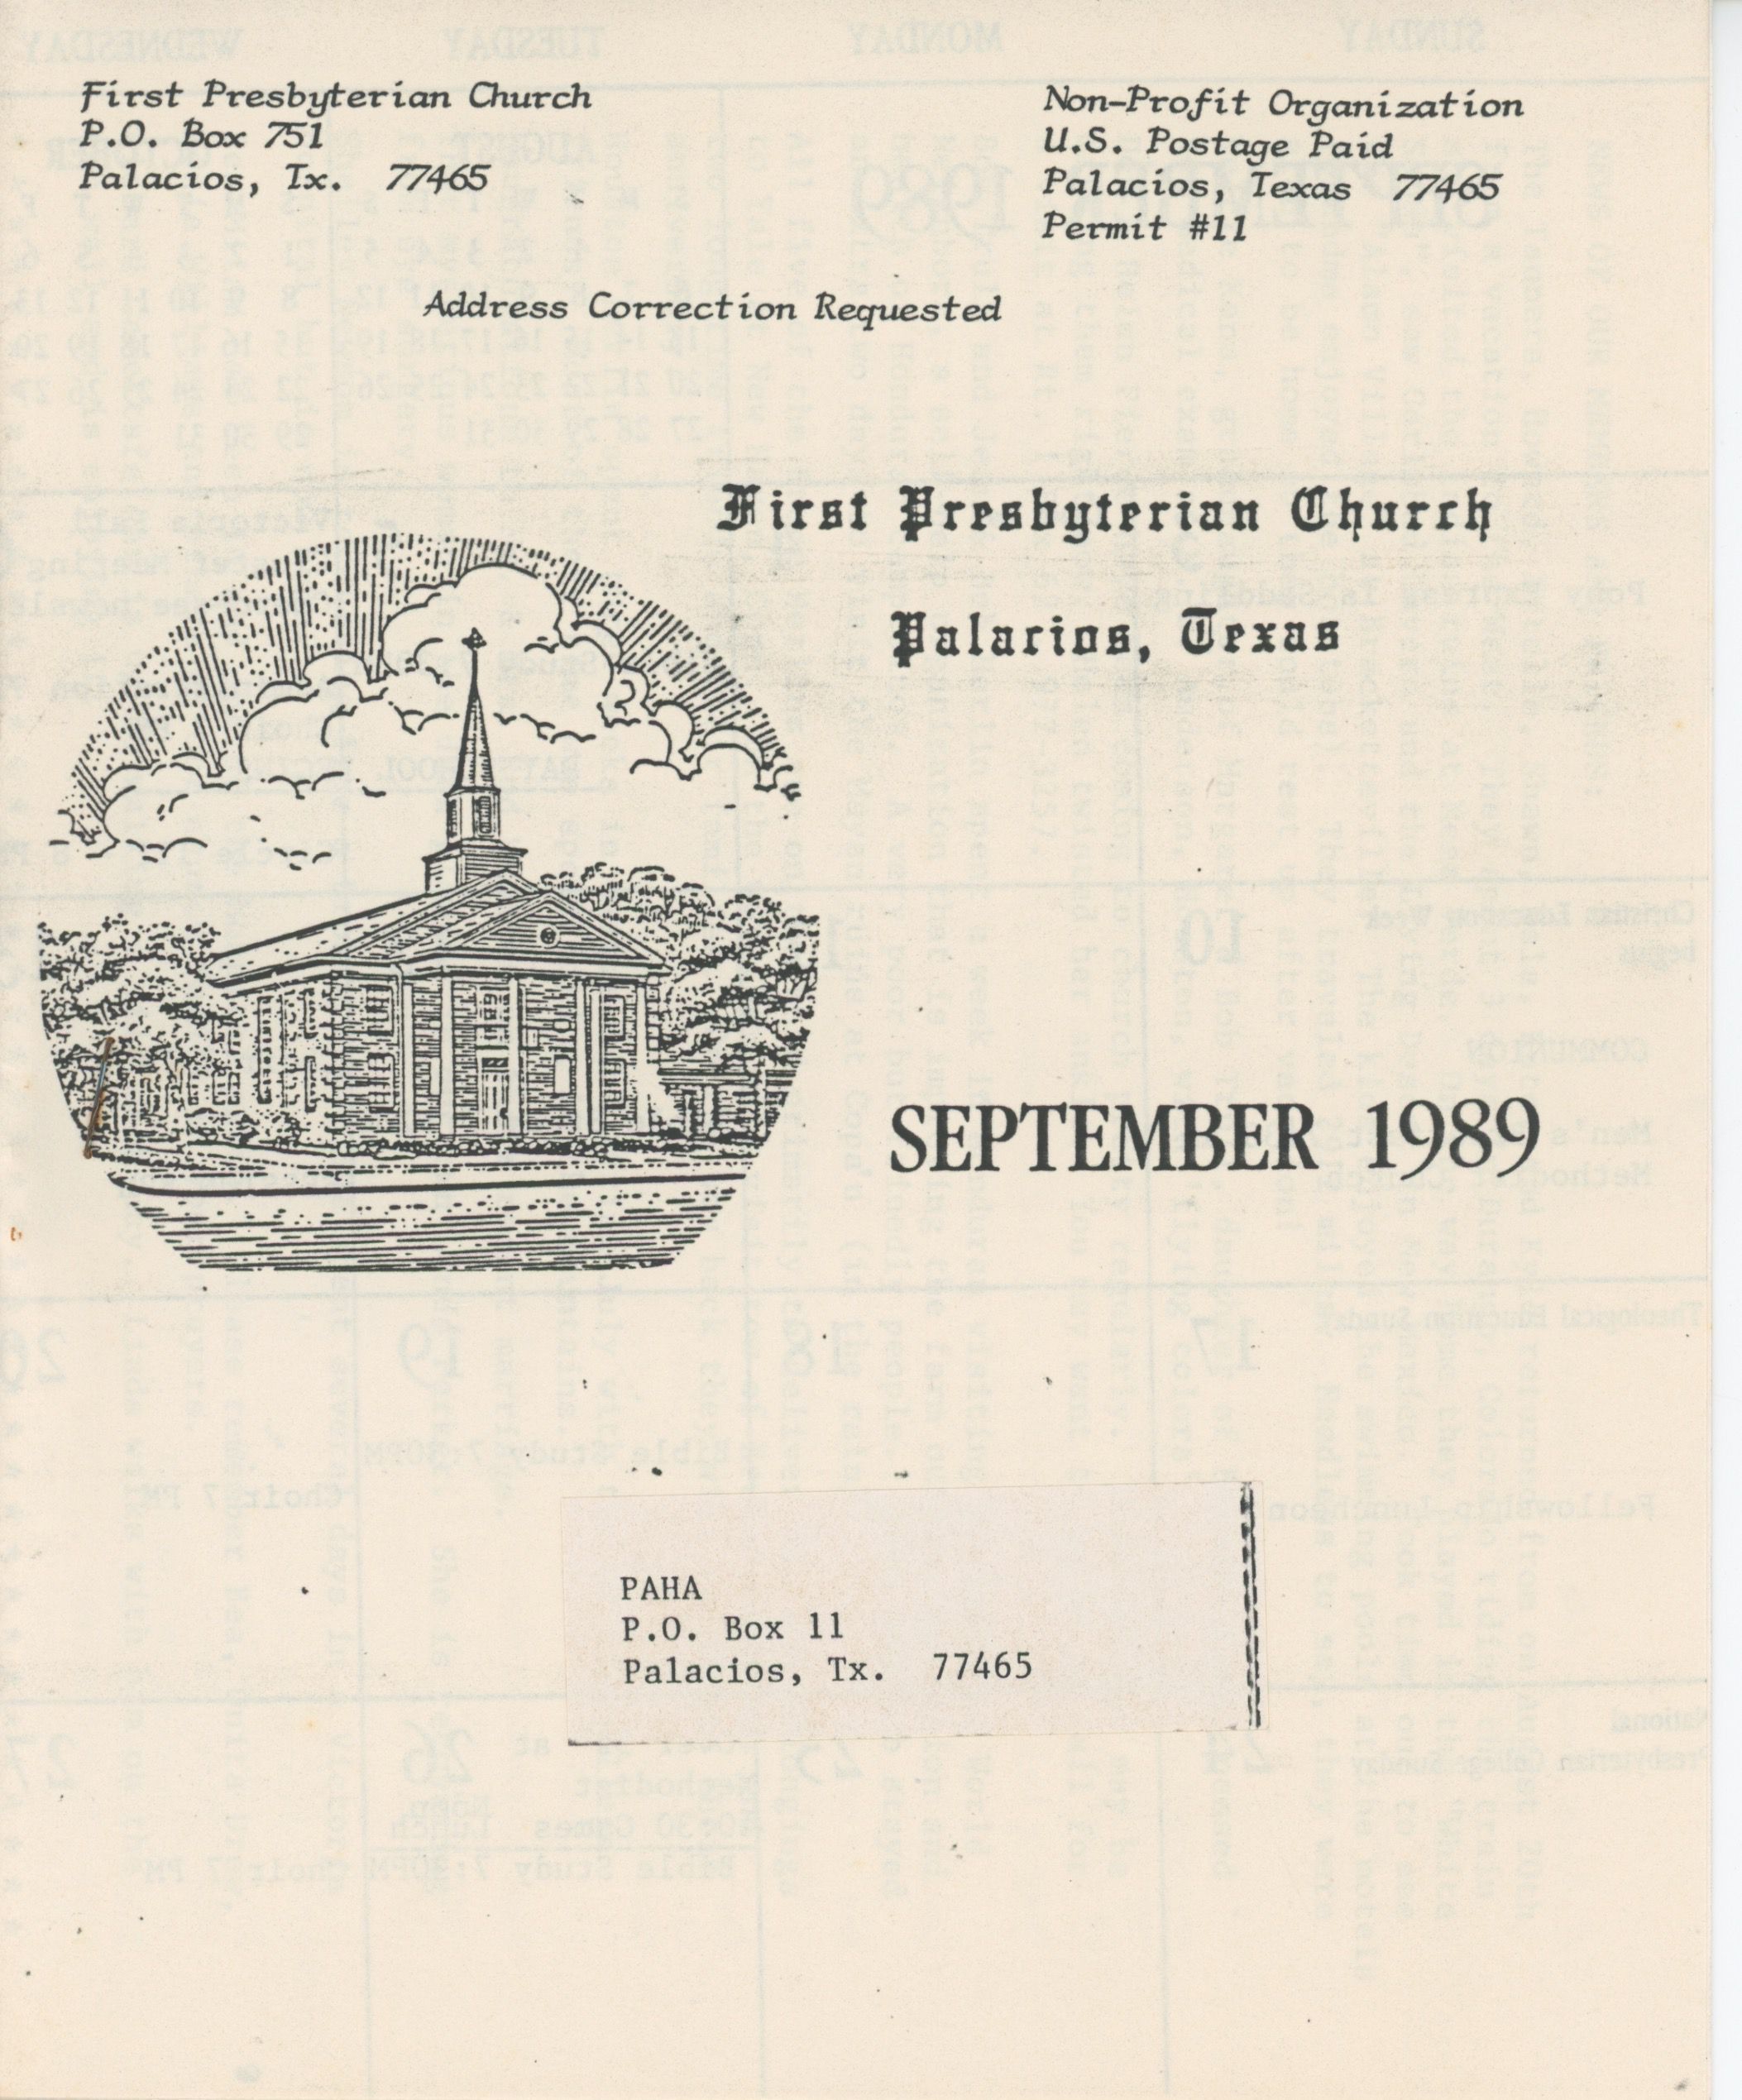 First Presbyterian Church
P.O. Box 751
Palacios, Tx. 77465
Non-Profit Organization
U.S. Postage Paid
Palacios, Texas 77465
Permit #11
Address Correction Requested
First Presbyterian Church
Palacios, Texas
SEPTEMBER 1989
PAHA
P.O. Box 11
Palacios, Tx. 77465